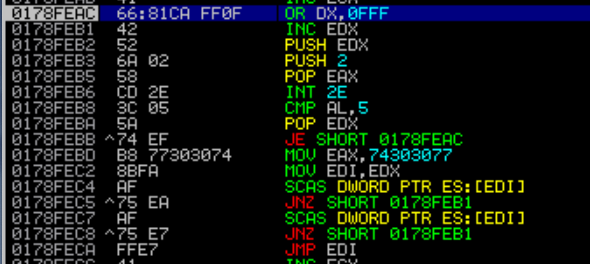 0178FEAC 66:81CA FF0F OR DX,0FFF
0178FEB1 42 INC EDX
0178FEB2 52 PUSH EDX
0178FEB3 6A 02 PUSH 2
0178FEB5 58 POP EAX
0178FEB6 CD 2E INT 2E
0178FEB8 3C 05 CMP AL,5
0178FEBA 5A POP EDX
0178FEBB ^74 EF JE SHORT 0178FEAC
0178FEBD B8 77303074 MOV EAX,74303077
0178FEC2 8BFA MOV EDI,EDX
0178FEC4 AF SCAS DWORD PTR ES:[EDI]
0178FEC5 ^75 EA JNZ SHORT 0178FEB1
0178FEC7 AF SCAS DWORD PTR ES:[EDI]
0178FEC8 ^75 E7 JNZ SHORT 0178FEB1
0178FECA FFE7 JMP EDI